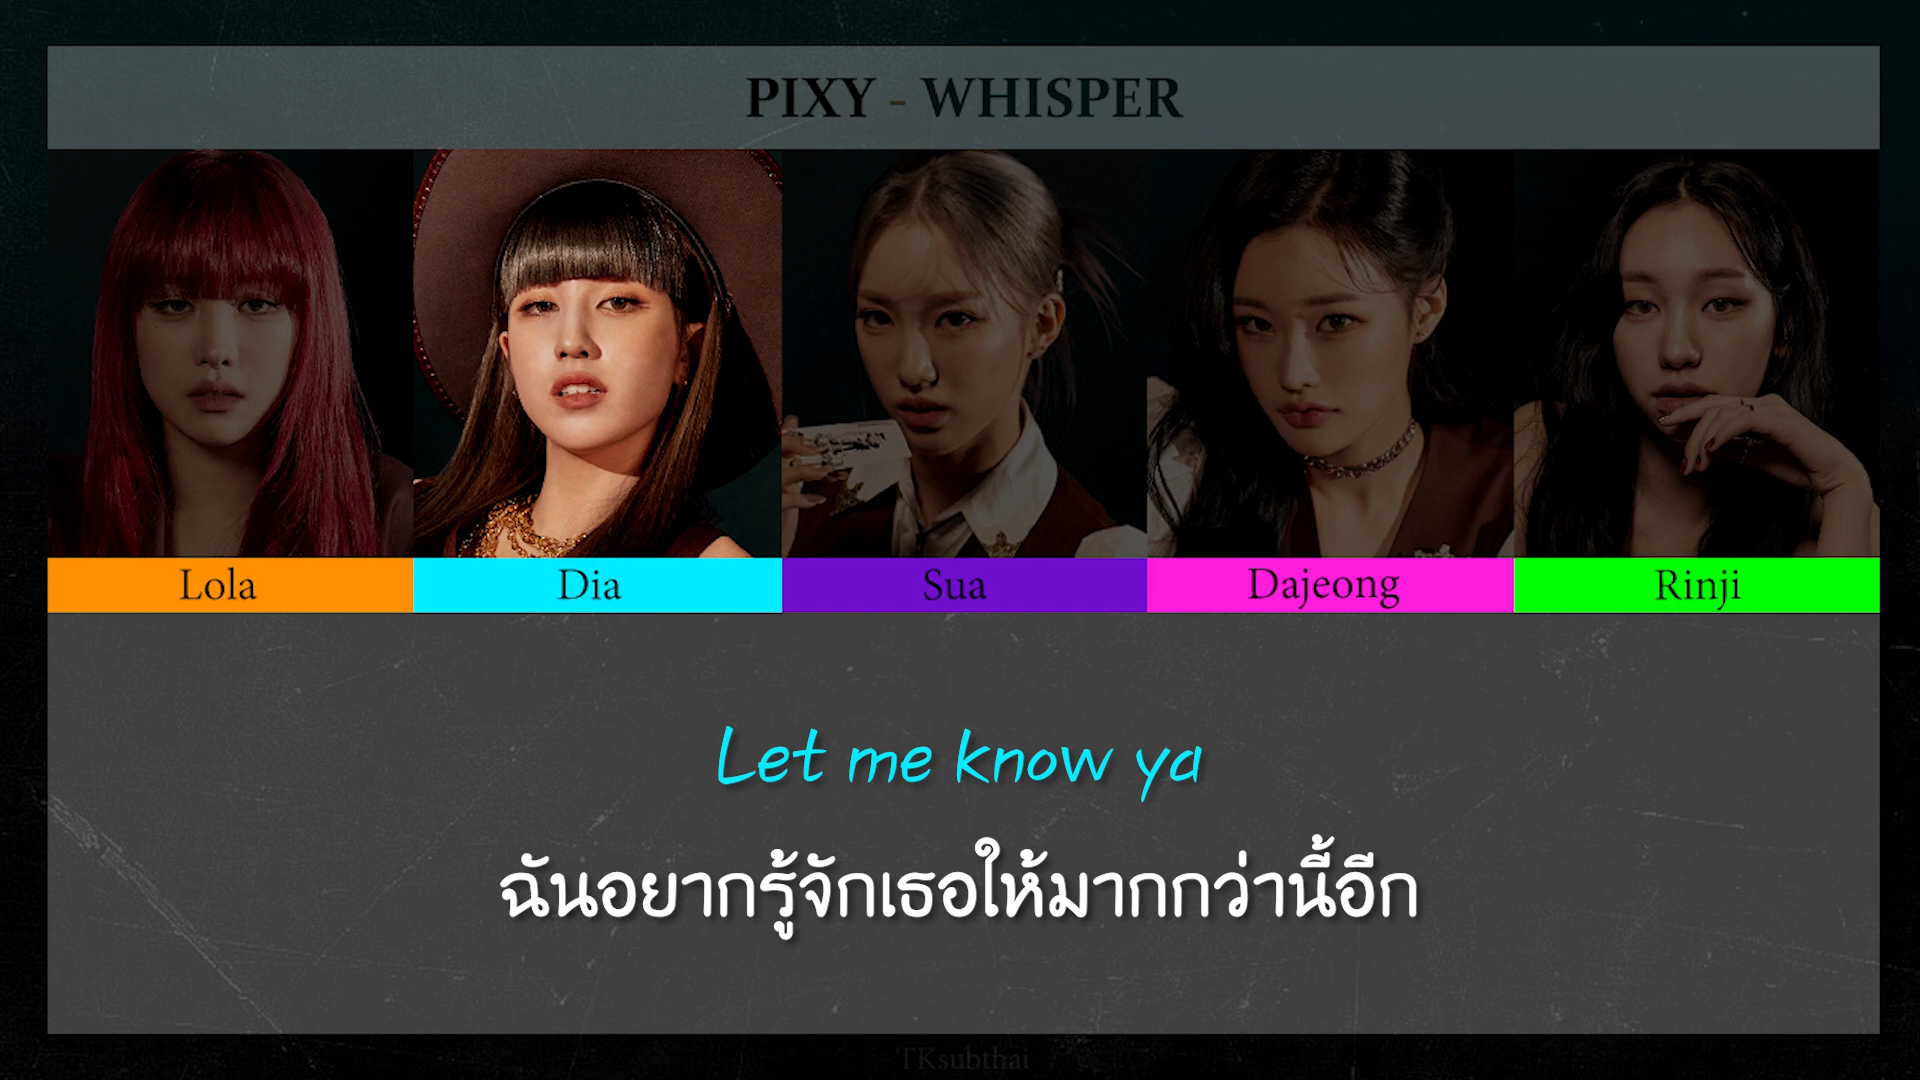 PIXY - WHISPER
Lola
Dia
Sua
Dajeong
Rinji
Let me know ya
ฉันอยากรู้จักเธอให้มากกว่านี้อีก
TKsubthai